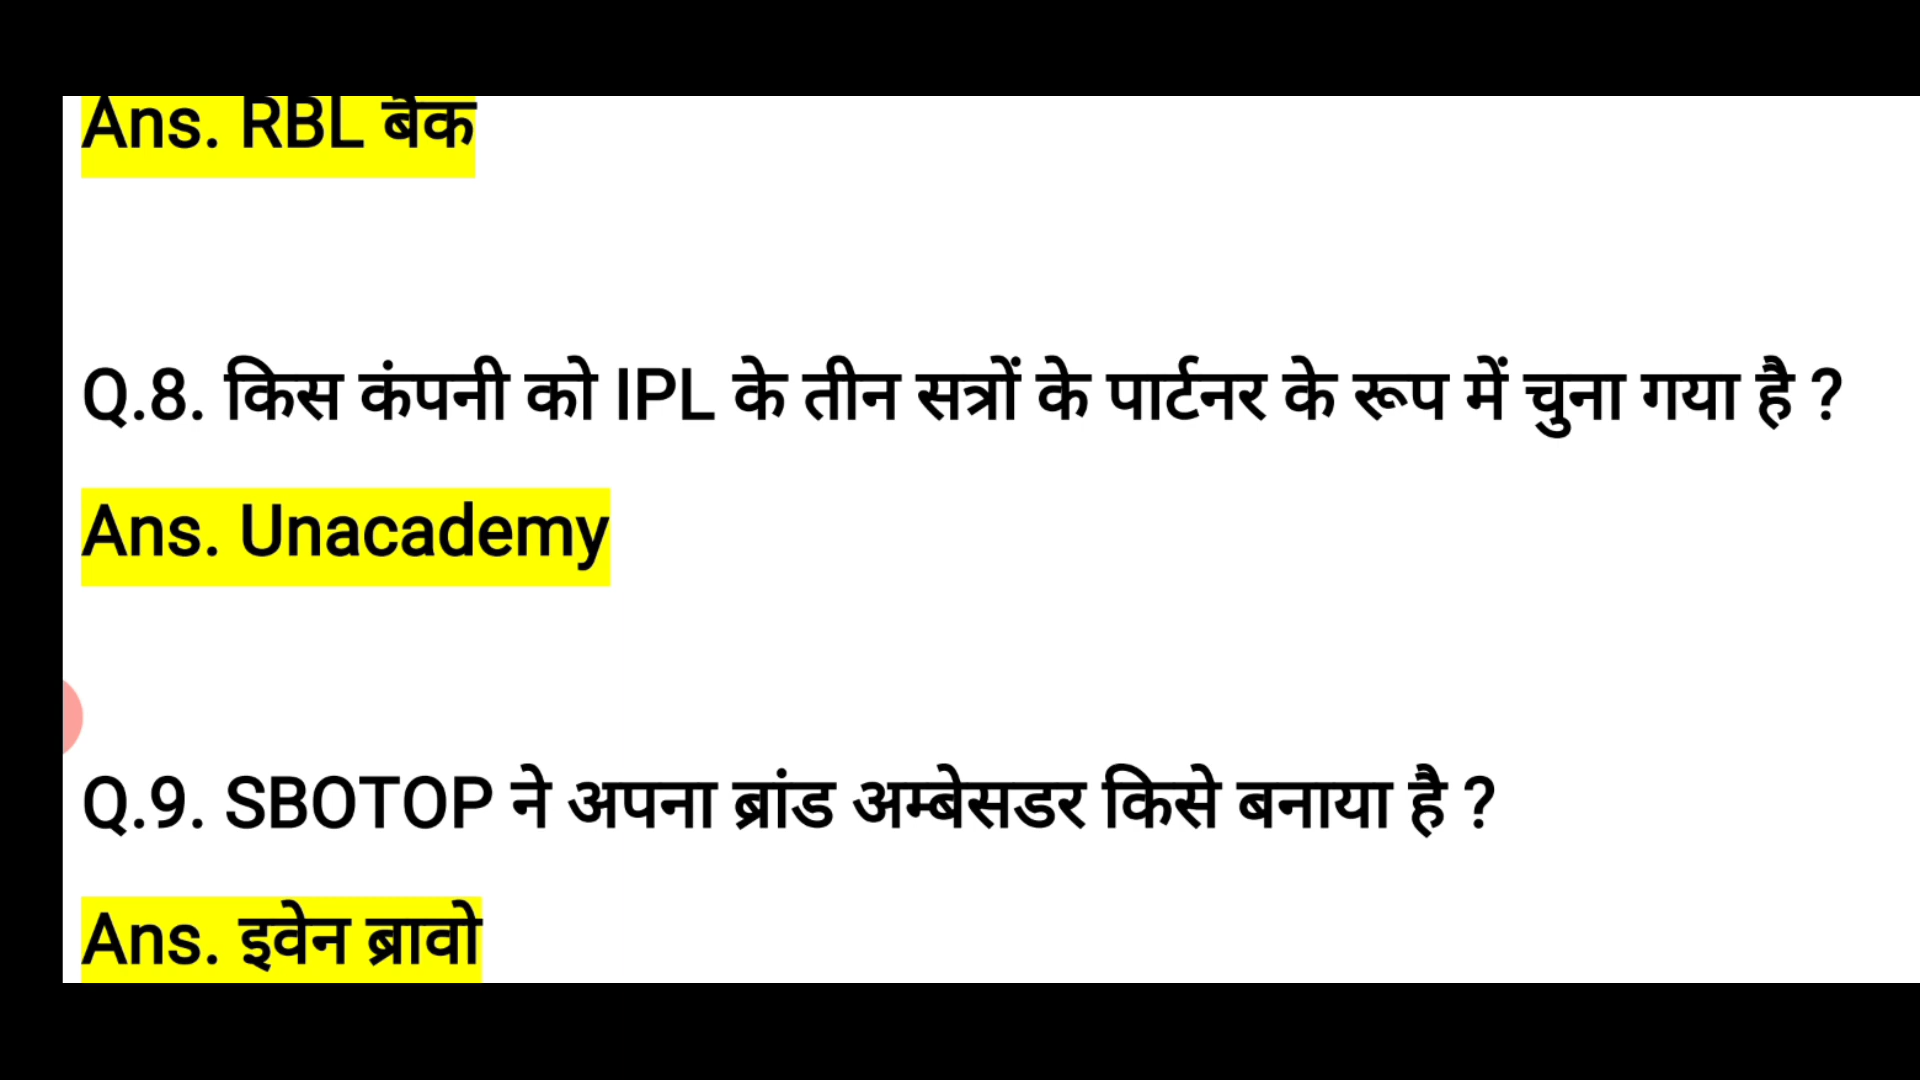 Ans. RBL बैंक
Q.8. किस कंपनी को IPL के तीन सत्रों के पार्टनर के रूप में चुना गया है ?
Ans. Unacademy
Q.9. SBOTOP ने अपना ब्रांड अम्बेसडर किसे बनाया है ?
Ans. इवेन ब्रावो